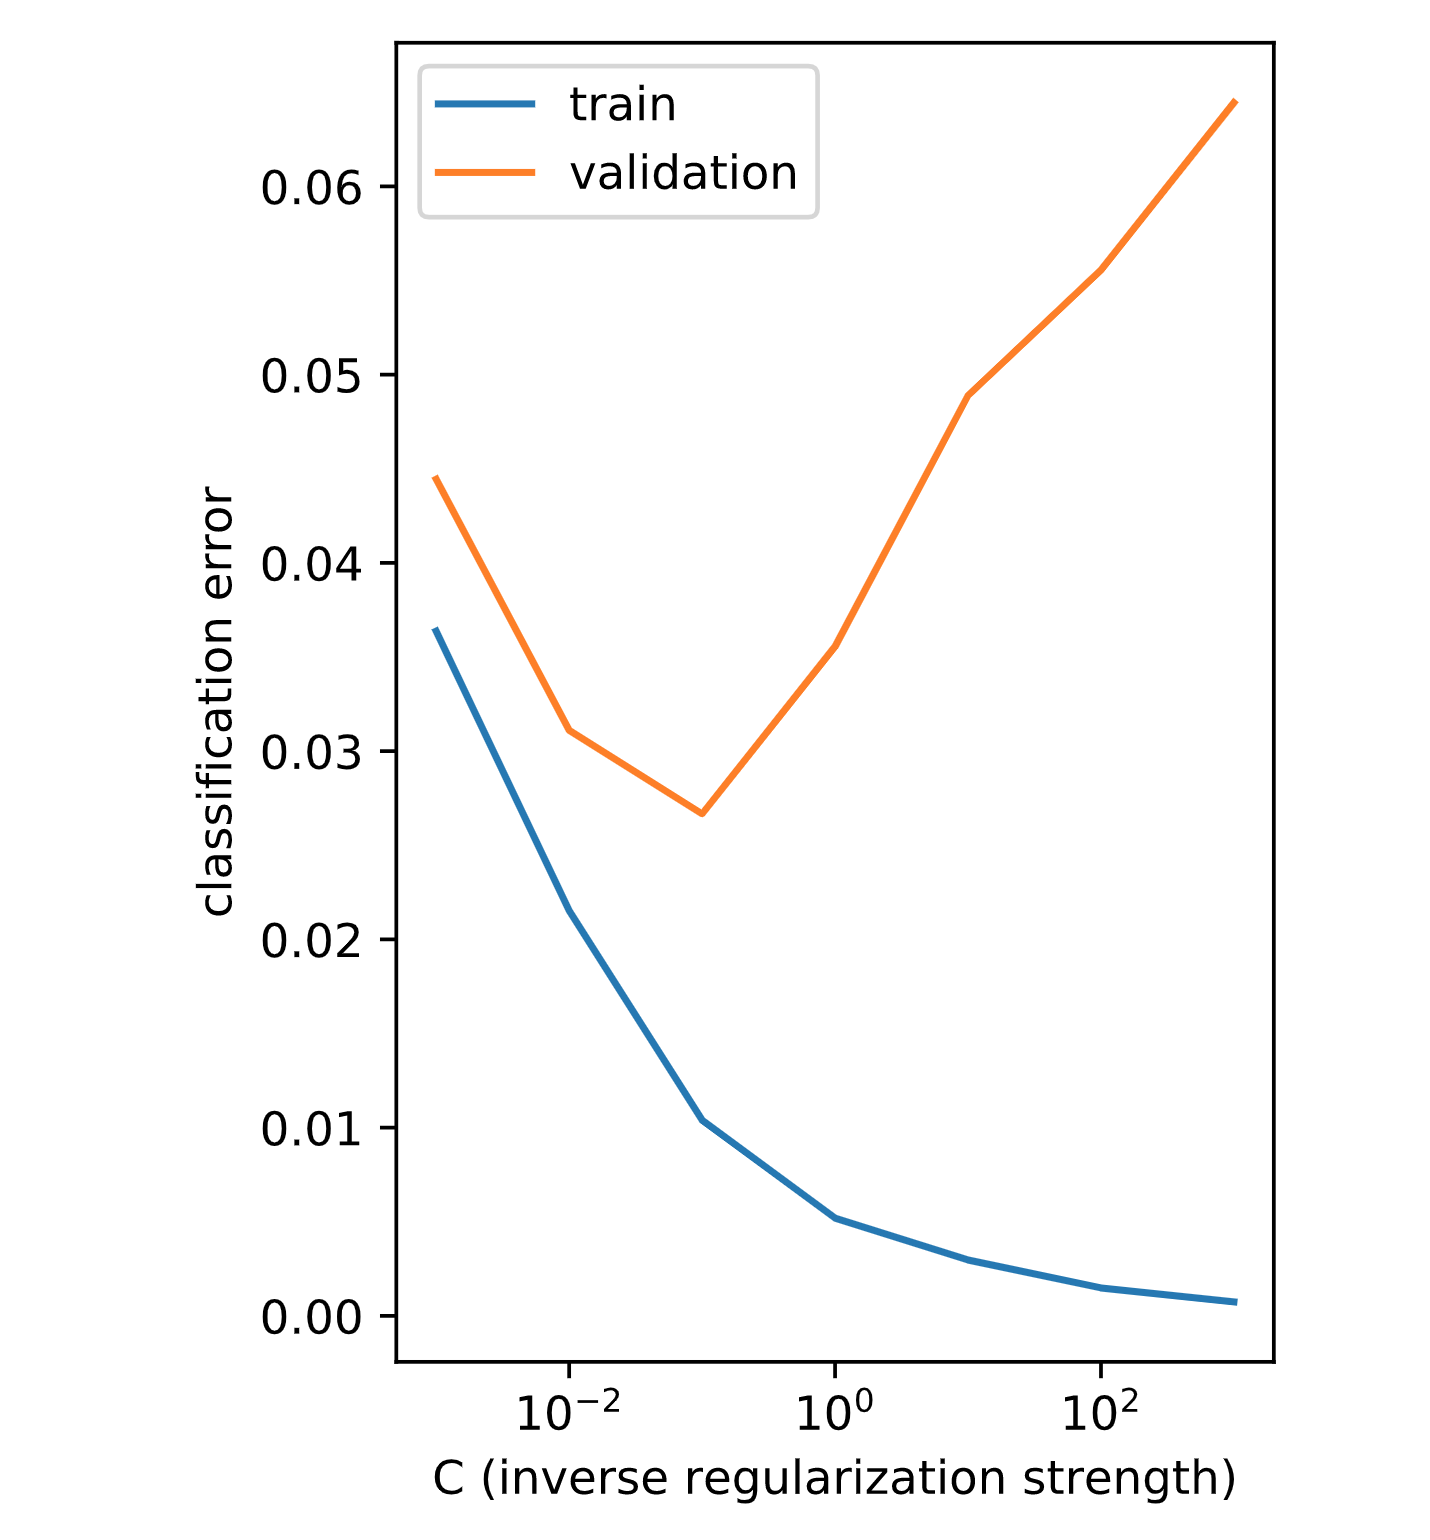 train
validation
0.06
0.05
0.04
0.03
0.02
0.01
0.00
classification error
10⁻² 10⁰ 10²
C (inverse regularization strength)